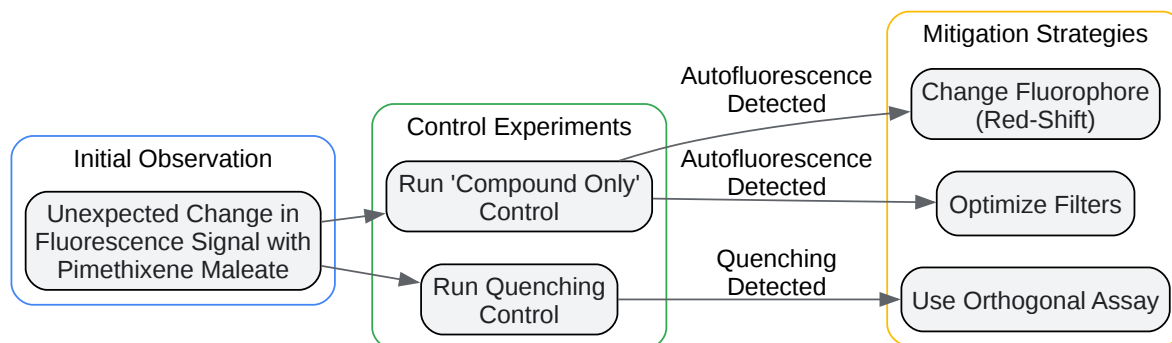 Initial Observation
Unexpected Change in
Fluorescence Signal with
Pimethixene Maleate
Control Experiments
Run 'Compound Only'
Control
Run Quenching
Control
Autofluorescence
Detected
Autofluorescence
Detected
Quenching
Detected
Mitigation Strategies
Change Fluorophore
(Red-Shift)
Optimize Filters
Use Orthogonal Assay